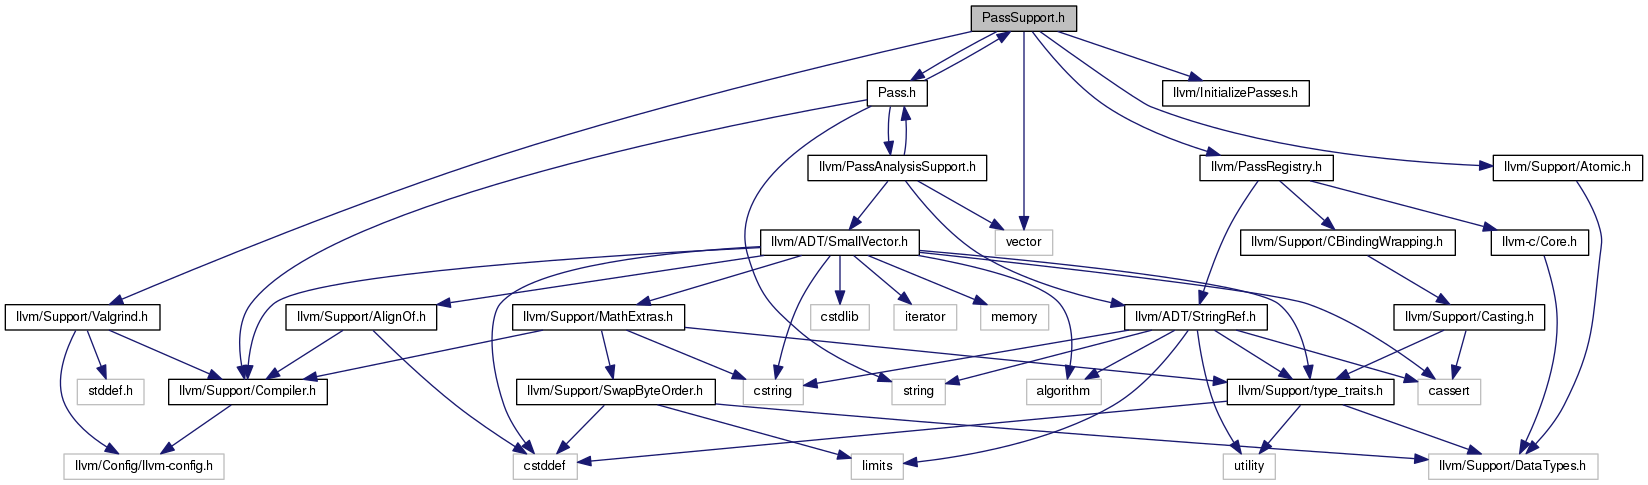 PassSupport.h
Pass.h
llvm/InitializePasses.h
llvm/PassAnalysisSupport.h
llvm/PassRegistry.h
llvm/Support/Atomic.h
llvm/ADT/SmallVector.h
vector
llvm/Support/CBindingWrapping.h
llvm-c/Core.h
llvm/Support/Valgrind.h
llvm/Support/AlignOf.h
llvm/Support/MathExtras.h
cstdlib
iterator
memory
llvm/ADT/StringRef.h
llvm/Support/Casting.h
stddef.h
llvm/Support/Compiler.h
llvm/Support/SwapByteOrder.h
cstring
string
algorithm
llvm/Support/type_traits.h
cassert
llvm/Config/llvm-config.h
cstddef
limits
utility
llvm/Support/DataTypes.h